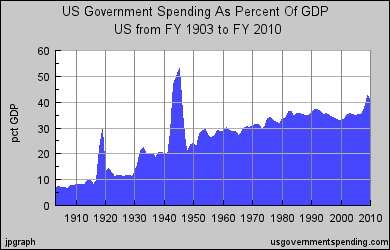 US Government Spending As Percent Of GDP
US from FY 1903 to FY 2010
60
50
40
30
20
10
0
pct GDP
1910 1920 1930 1940 1950 1960 1970 1980 1990 2000 2010
jpgraph usgovernmentspending.com